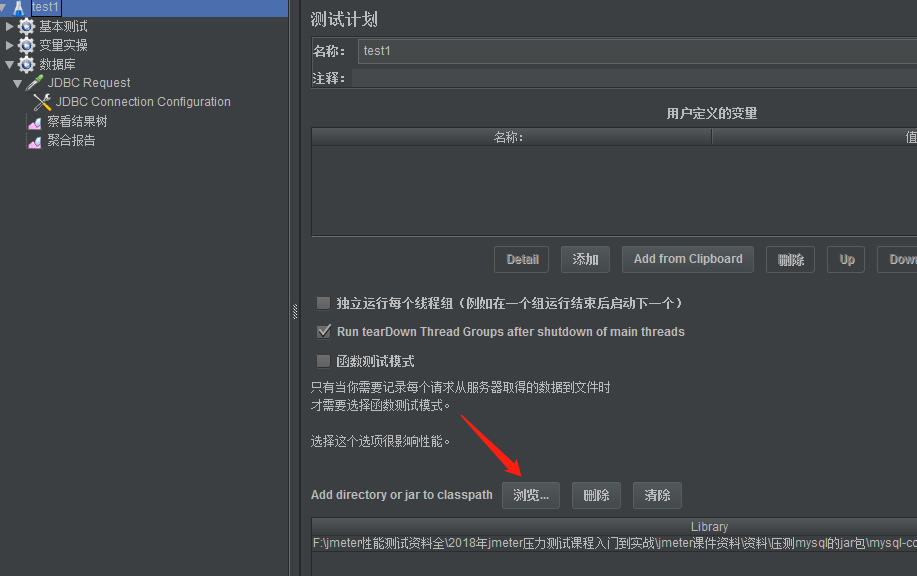 test1
基本测试
变量实操
数据库
JDBC Request
JDBC Connection Configuration
察看结果树
聚合报告
测试计划
名称： test1
注释：
用户定义的变量
名称： 值
Detail 添加 Add from Clipboard 删除 Up Down
独立运行每个线程组（例如在一个组运行结束后启动下一个）
Run tearDown Thread Groups after shutdown of main threads
函数测试模式
只有当你需要记录每个请求从服务器取得的数据到文件时
才需要选择函数测试模式。
选择这个选项很影响性能。
Add directory or jar to classpath 浏览... 删除 清除
Library
F:\jmeter性能测试资料全\2018年jmeter压力测试课程入门到实战\jmeter课件资料\资料\压测mysql的jar包\mysql-co